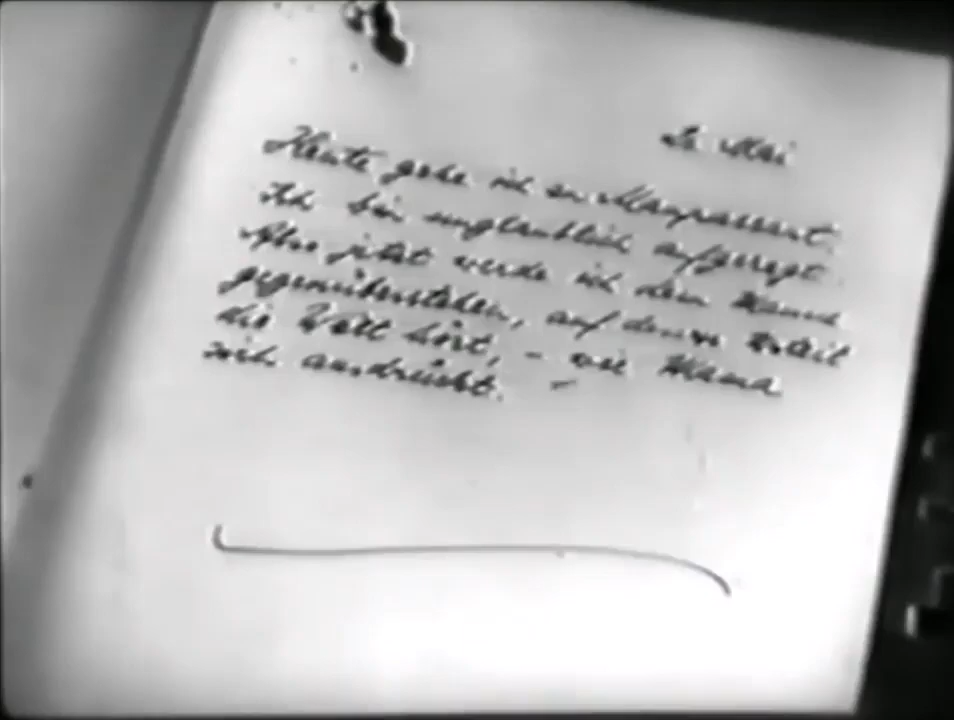 Mai
Heute gehe ich zu Maupassant.
Ich bin unglaublich aufgeregt.
Also jetzt werde ich dem Manne
gegenüberstehen, auf dessen Urteil
die Welt hört, – wie Mama
sich ausdrückt. –